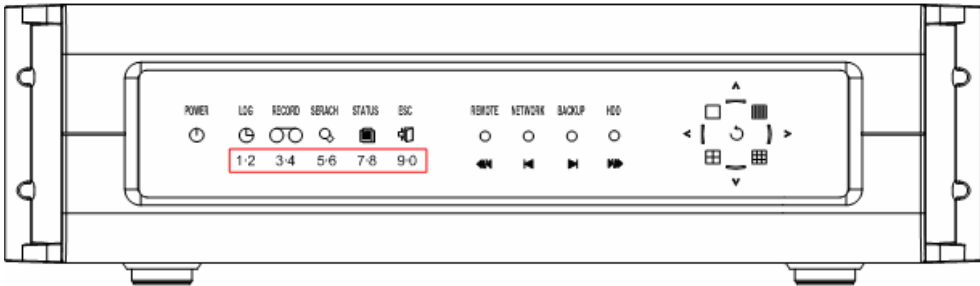 POWER LOG RECORD SERACH STATUS ESC REMOTE NETWORK BACKUP HDD
1·2 3·4 5·6 7·8 9·0